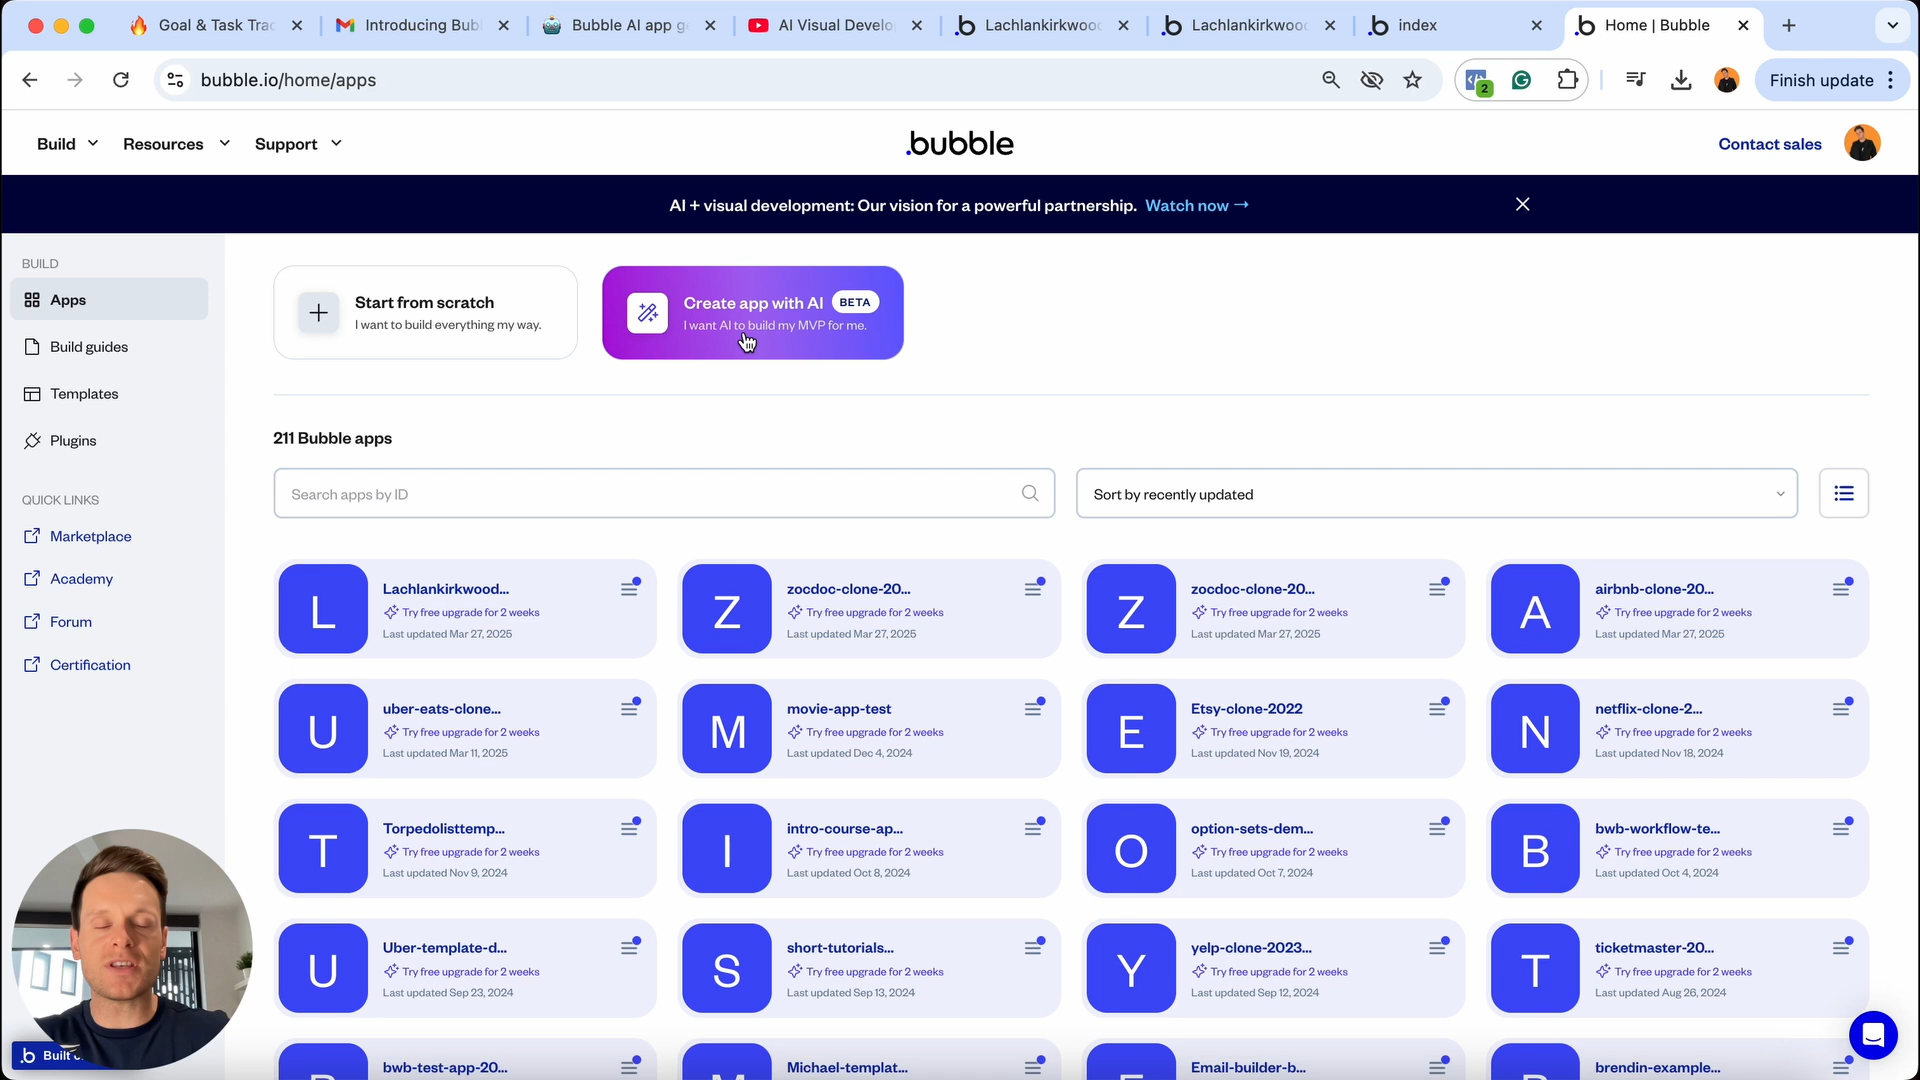 Goal & Task Trac
Introducing Bub
Bubble AI app g
AI Visual Develo
Lachlankirkwood
Lachlankirkwood
index
Home | Bubble
bubble.io/home/apps
2
Finish update
Build
Resources
Support
.bubble
Contact sales
AI + visual development: Our vision for a powerful partnership. Watch now →
BUILD
Apps
Build guides
Templates
Plugins
QUICK LINKS
Marketplace
Academy
Forum
Certification
Start from scratch
I want to build everything my way.
Create app with AI BETA
I want AI to build my MVP for me.
211 Bubble apps
Search apps by ID
Sort by recently updated
L
Lachlankirkwood...
Try free upgrade for 2 weeks
Last updated Mar 27, 2025
Z
zocdoc-clone-20...
Try free upgrade for 2 weeks
Last updated Mar 27, 2025
Z
zocdoc-clone-20...
Try free upgrade for 2 weeks
Last updated Mar 27, 2025
A
airbnb-clone-20...
Try free upgrade for 2 weeks
Last updated Mar 27, 2025
U
uber-eats-clone...
Try free upgrade for 2 weeks
Last updated Mar 11, 2025
M
movie-app-test
Try free upgrade for 2 weeks
Last updated Dec 4, 2024
E
Etsy-clone-2022
Try free upgrade for 2 weeks
Last updated Nov 19, 2024
N
netflix-clone-2...
Try free upgrade for 2 weeks
Last updated Nov 18, 2024
T
Torpedolisttemp...
Try free upgrade for 2 weeks
Last updated Nov 9, 2024
I
intro-course-ap...
Try free upgrade for 2 weeks
Last updated Oct 8, 2024
O
option-sets-dem...
Try free upgrade for 2 weeks
Last updated Oct 7, 2024
B
bwb-workflow-te...
Try free upgrade for 2 weeks
Last updated Oct 4, 2024
U
Uber-template-d...
Try free upgrade for 2 weeks
Last updated Sep 23, 2024
S
short-tutorials...
Try free upgrade for 2 weeks
Last updated Sep 13, 2024
Y
yelp-clone-2023...
Try free upgrade for 2 weeks
Last updated Sep 12, 2024
T
ticketmaster-20...
Try free upgrade for 2 weeks
Last updated Aug 26, 2024
bwb-test-app-20...
Michael-templat...
Email-builder-b...
brendin-example...
.b Built